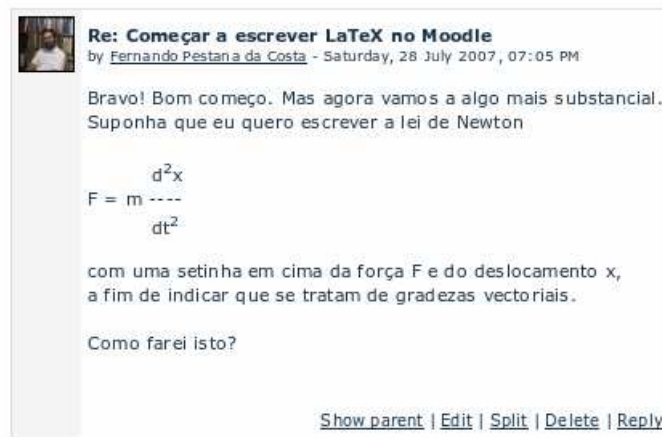 Re: Começar a escrever LaTeX no Moodle
by Fernando Pestana da Costa - Saturday, 28 July 2007, 07:05 PM
Bravo! Bom começo. Mas agora vamos a algo mais substancial.
Suponha que eu quero escrever a lei de Newton
d²x
F = m ----
dt²
com uma setinha em cima da força F e do deslocamento x,
a fim de indicar que se tratam de gradezas vectoriais.
Como farei isto?
Show parent | Edit | Split | Delete | Reply